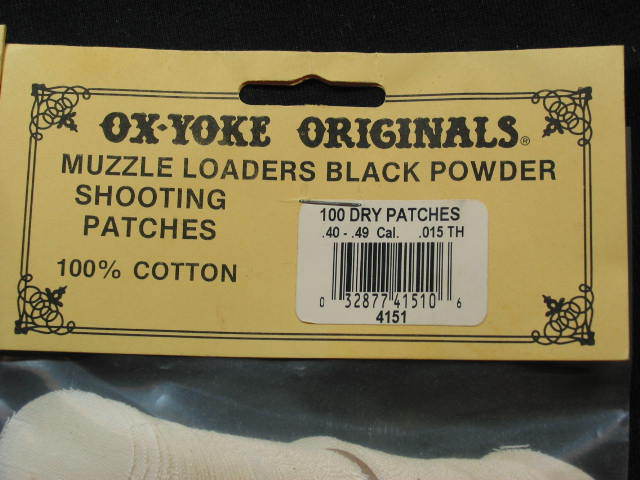 OX-YOKE ORIGINALS®
MUZZLE LOADERS BLACK POWDER
SHOOTING
PATCHES
100% COTTON
100 DRY PATCHES
.40 - .49 Cal. .015 TH
0 32877 41510 6
4151